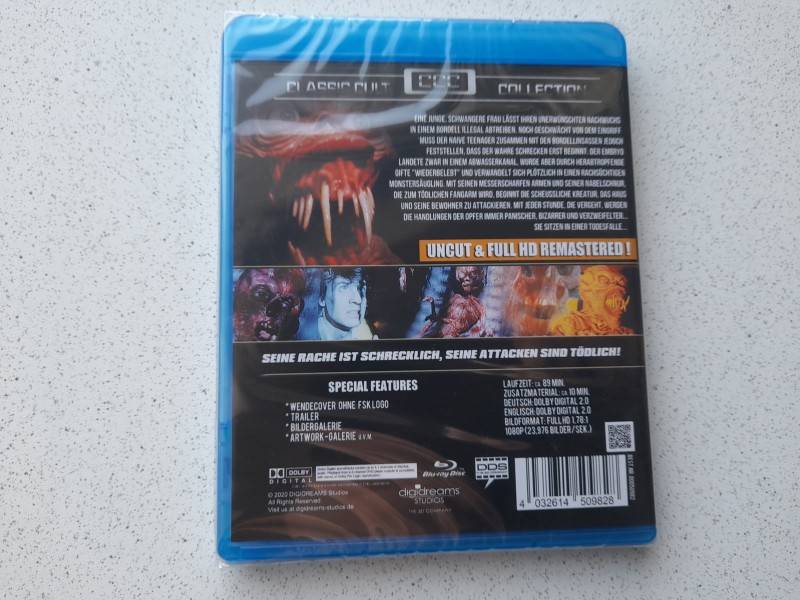 CLASSIC CULT CCC COLLECTION
EINE JUNGE, SCHWANGERE FRAU LÄSST IHREN UNERWÜNSCHTEN NACHWUCHS
IN EINEM BORDELL ILLEGAL ABTREIBEN. NOCH GESCHWÄCHT VON DEM EINGRIFF
MUSS DER NAIVE TEENAGER ZUSAMMEN MIT DEN BORDELLINSASSEN JEDOCH
FESTSTELLEN, DASS DER WAHRE SCHRECKEN ERST BEGINNT. DER EMBRYO
LANDETE ZWAR IN EINEM ABWASSERKANAL, WURDE ABER DURCH HERABTROPFENDE
GIFTE "WIEDERBELEBT" UND VERWANDELT SICH PLÖTZLICH IN EINEN RACHSÜCHTIGEN
MONSTERSÄUGLING. MIT SEINEN MESSERSCHARFEN ARMEN UND SEINER NABELSCHNUR,
DIE ZUM TÖDLICHEN FANGARM WIRD, BEGINNT DIE SCHEUSSLICHE KREATUR, DAS HAUS
UND SEINE BEWOHNER ZU ATTACKIEREN. MIT JEDER STUNDE, DIE VERGEHT, WERDEN
DIE HANDLUNGEN DER OPFER IMMER PANISCHER, BIZARRER UND VERZWEIFELTER...
SIE SITZEN IN EINER TODESFALLE...
UNCUT & FULL HD REMASTERED !
SEINE RACHE IST SCHRECKLICH, SEINE ATTACKEN SIND TÖDLICH!
SPECIAL FEATURES
* WENDECOVER OHNE FSK LOGO
* TRAILER
* BILDERGALERIE
* ARTWORK-GALERIE U.V.M.
LAUFZEIT: CA. 89 MIN.
ZUSATZMATERIAL: CA. 10 MIN.
DEUTSCH: DOLBY DIGITAL 2.0
ENGLISCH: DOLBY DIGITAL 2.0
BILDFORMAT: FULL HD 1.78:1
1080P (23,976 BILDER/SEK.)
DOLBY
DIGITAL
Blu-ray Disc
DDS
digidreams
STUDIOS
THE 3D COMPANY
© 2020 DIGIDREAMS Studios
All Rights Reserved.
Visit us at digidreams-studios.de
4 032614 509828